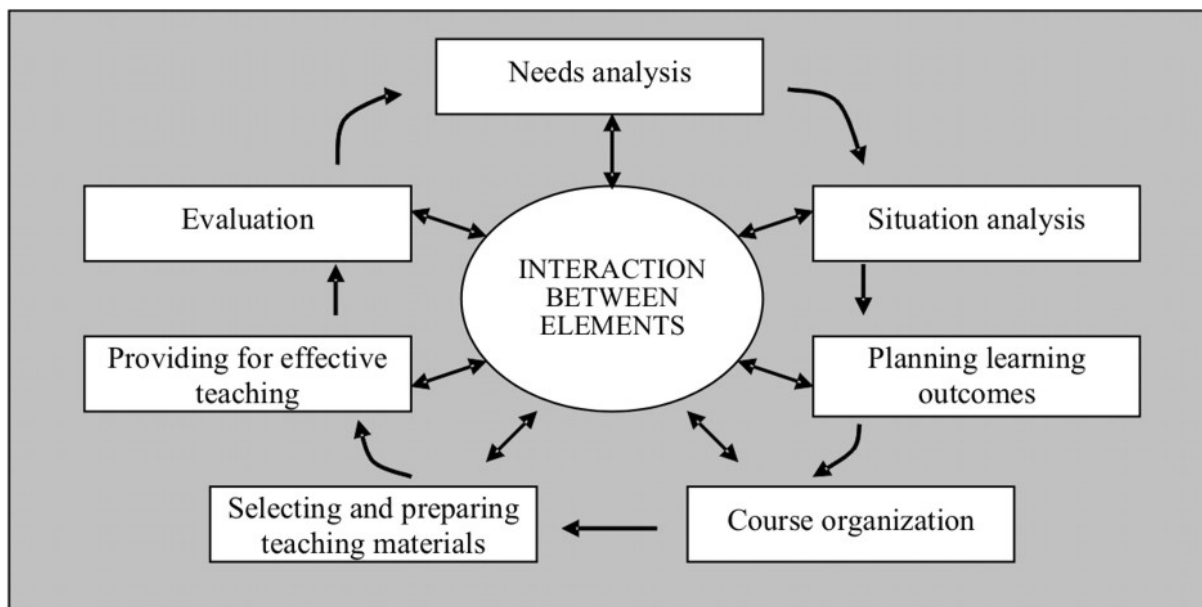 Needs analysis
Evaluation
Situation analysis
INTERACTION
BETWEEN
ELEMENTS
Providing for effective
teaching
Planning learning
outcomes
Selecting and preparing
teaching materials
Course organization